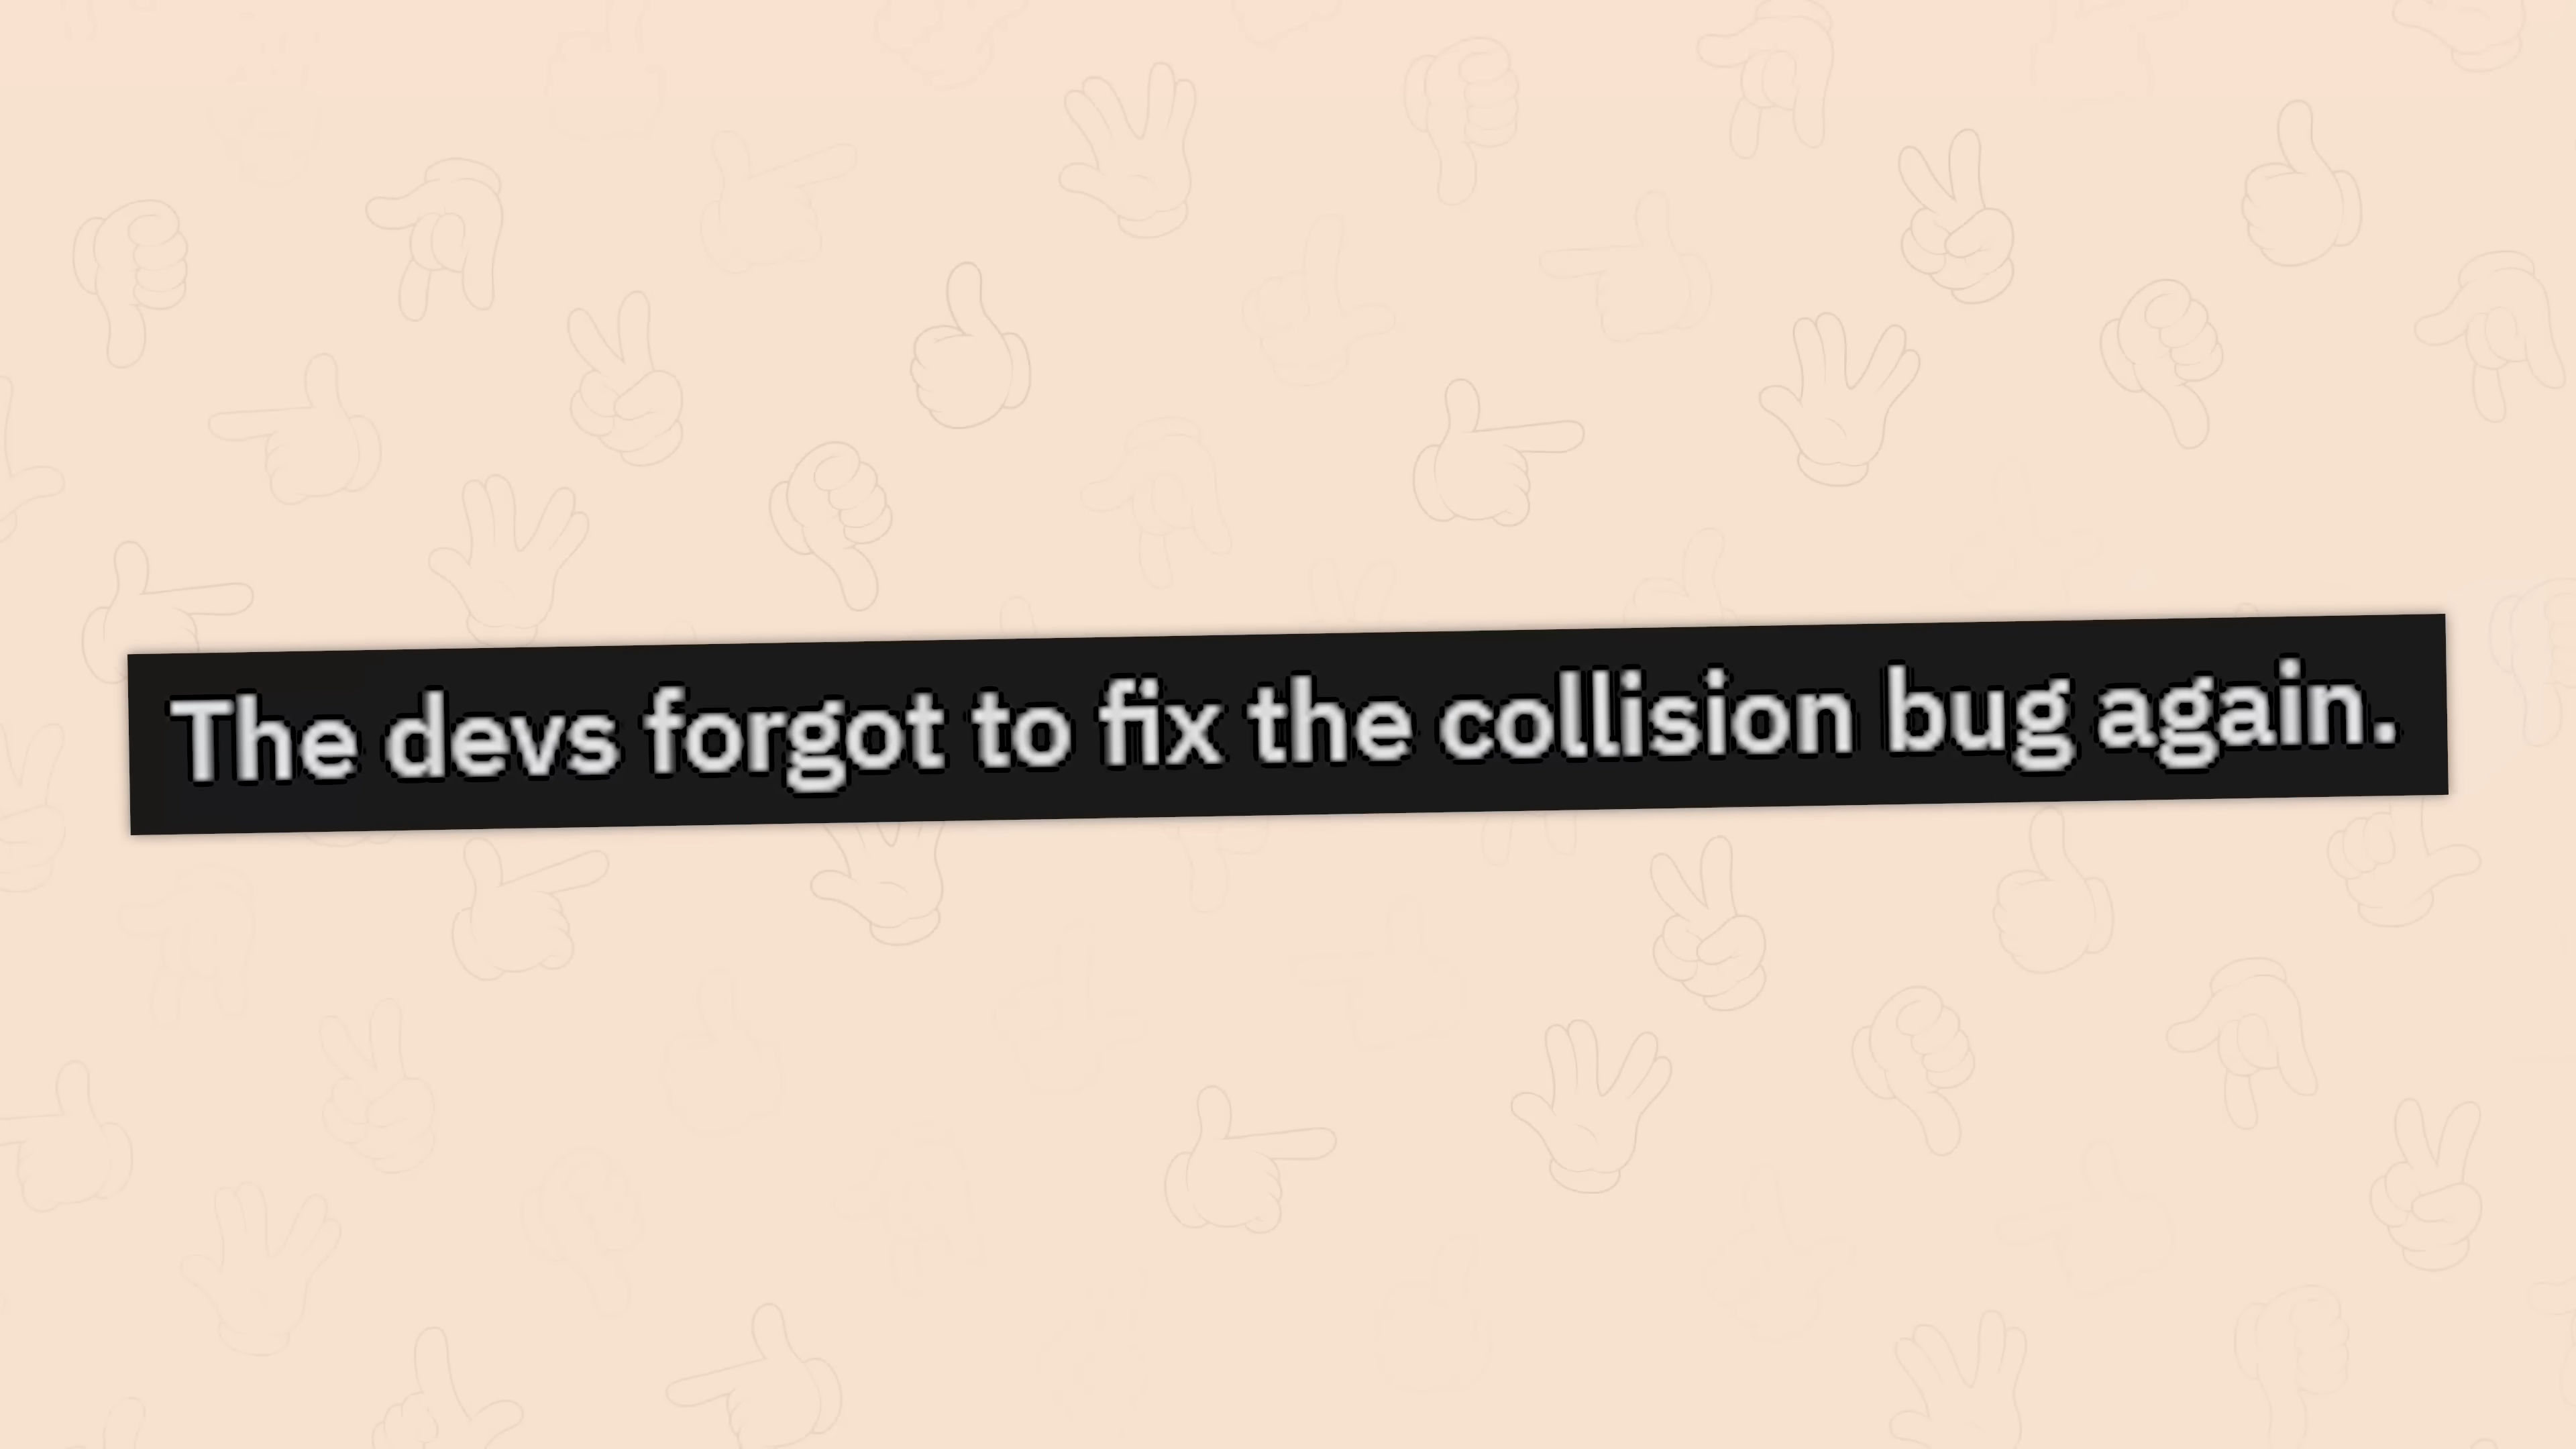 The devs forgot to fix the collision bug again.